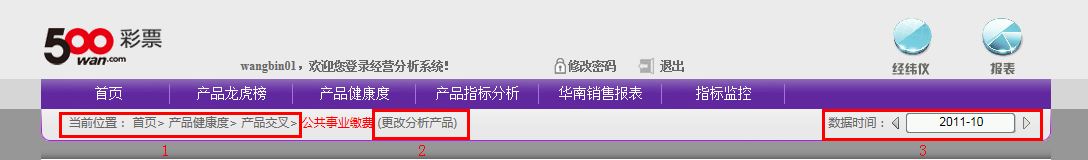 500wan.com 彩票
wangbin01，欢迎您登录经营分析系统! 修改密码 退出 经纬仪 报表
首页 产品龙虎榜 产品健康度 产品指标分析 华南销售报表 指标监控
当前位置： 首页> 产品健康度> 产品交叉> 公共事业缴费 (更改分析产品) 数据时间： 2011-10
1 2 3